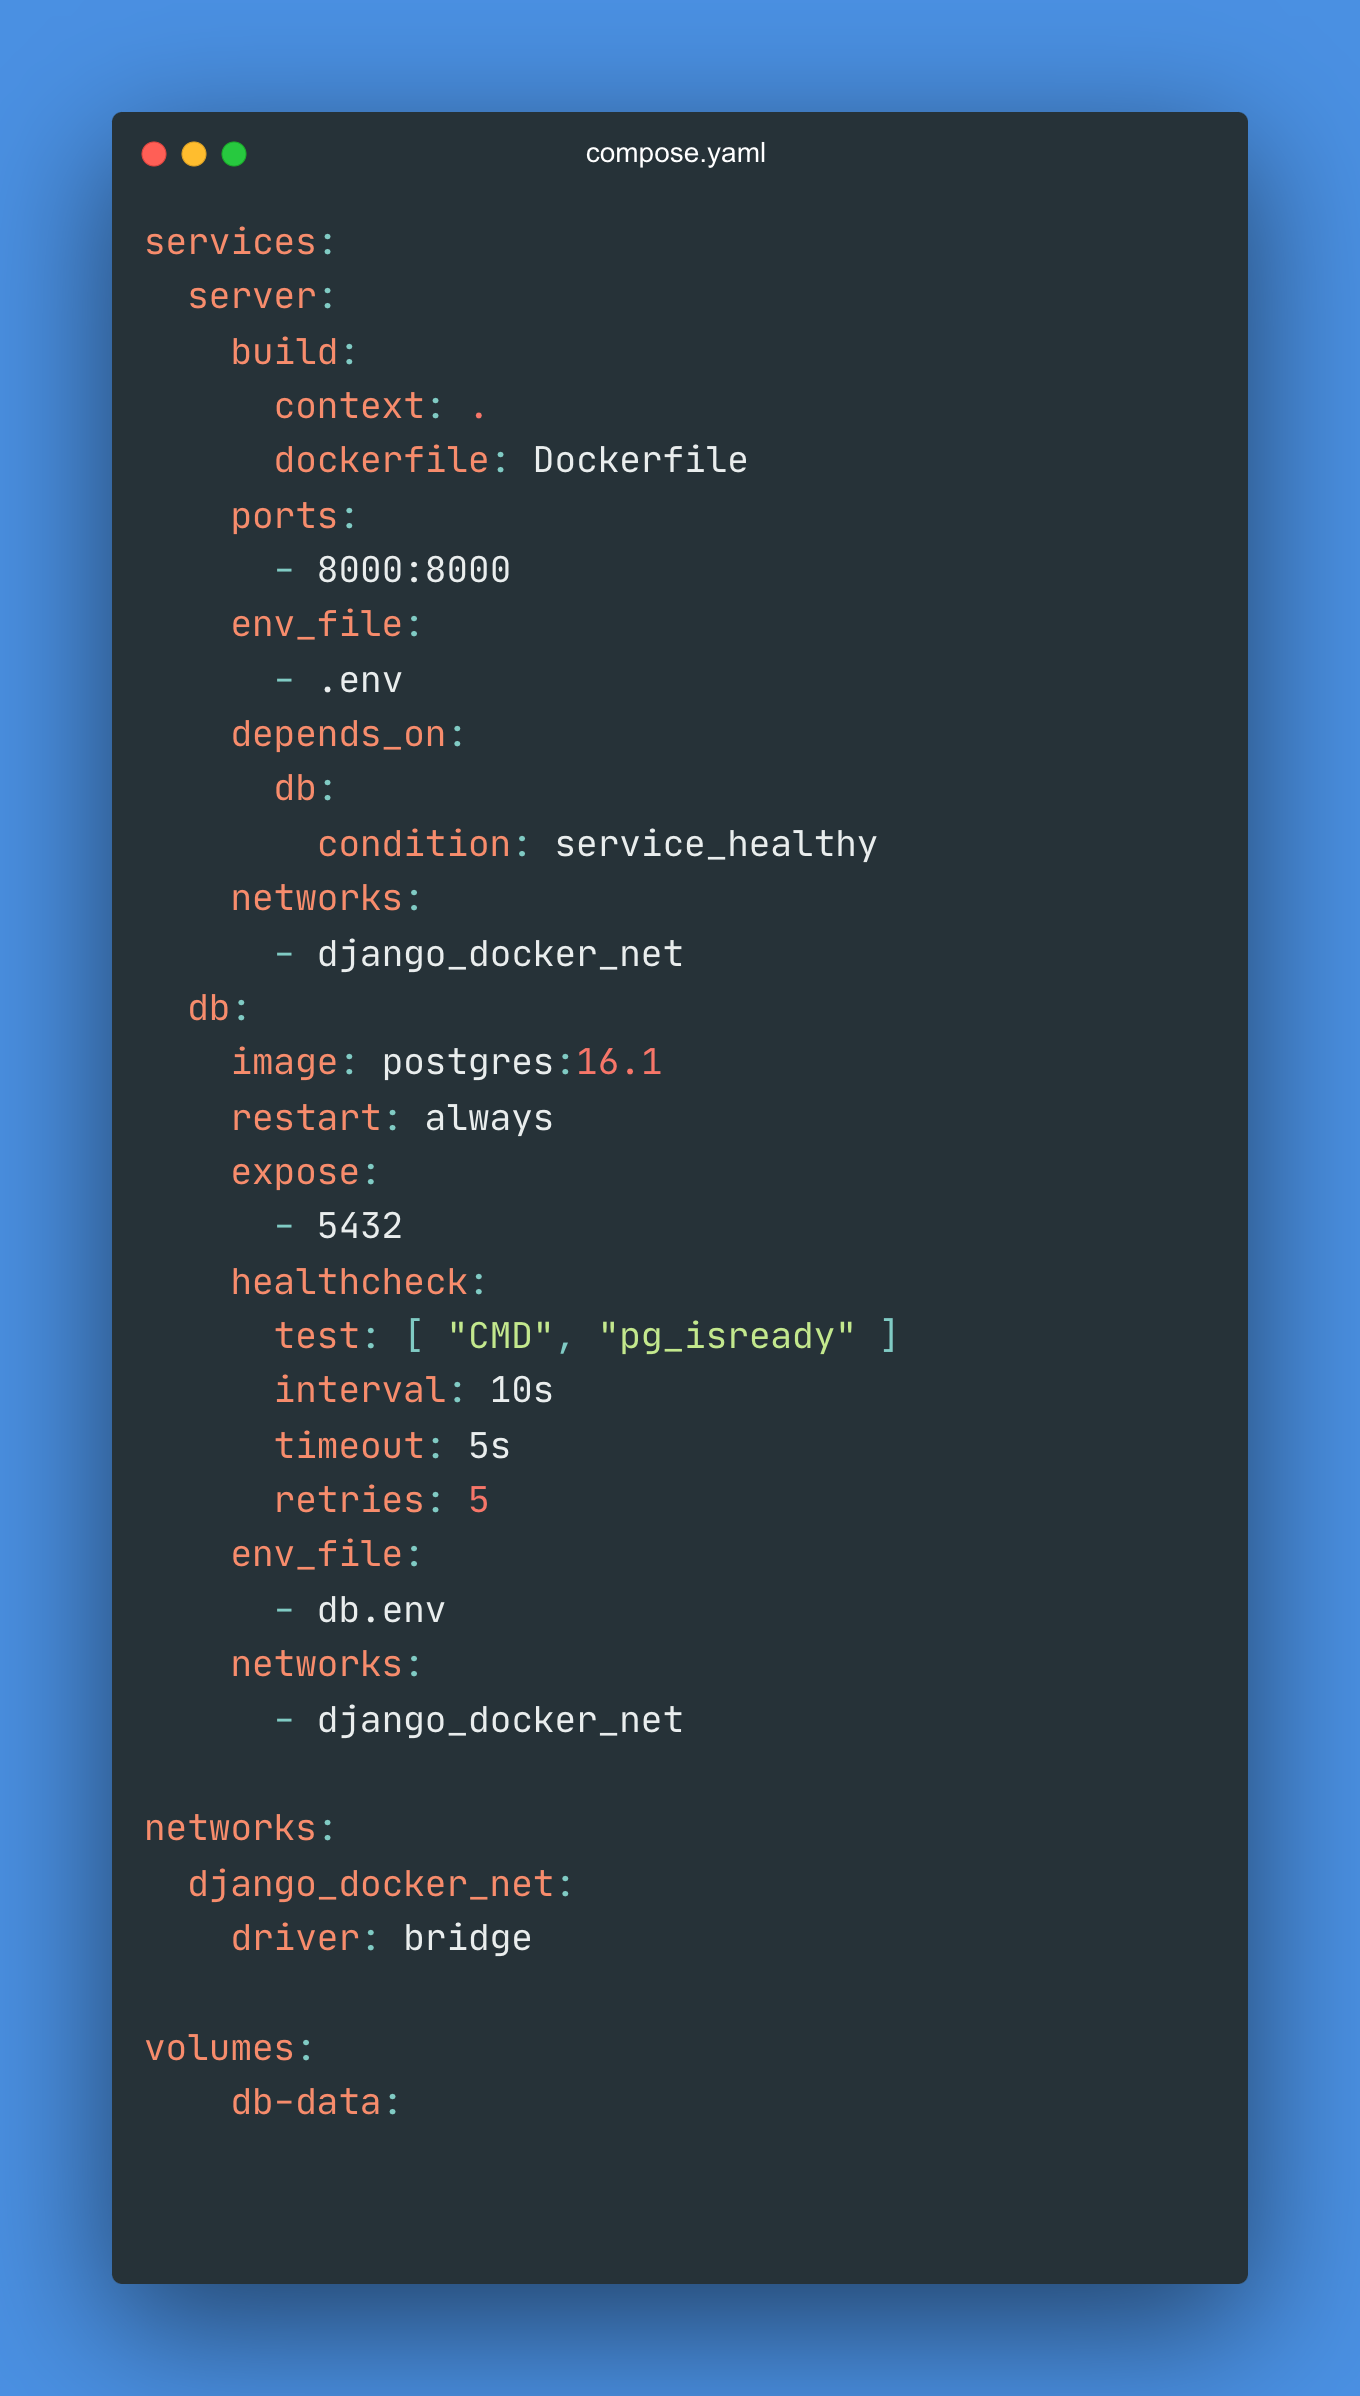 compose.yaml
services:
  server:
    build:
      context: .
      dockerfile: Dockerfile
    ports:
      - 8000:8000
    env_file:
      - .env
    depends_on:
      db:
        condition: service_healthy
    networks:
      - django_docker_net
  db:
    image: postgres:16.1
    restart: always
    expose:
      - 5432
    healthcheck:
      test: [ "CMD", "pg_isready" ]
      interval: 10s
      timeout: 5s
      retries: 5
    env_file:
      - db.env
    networks:
      - django_docker_net

networks:
  django_docker_net:
    driver: bridge

volumes:
    db-data: